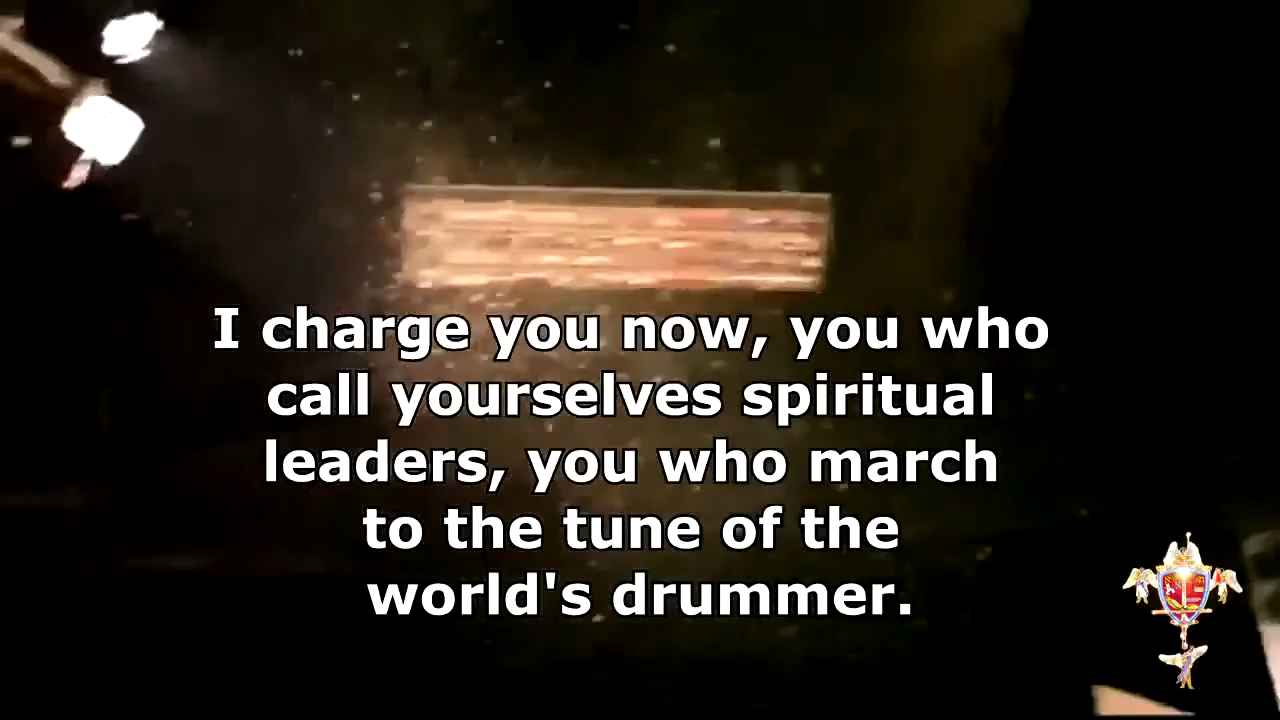 I charge you now, you who
call yourselves spiritual
leaders, you who march
to the tune of the
world's drummer.